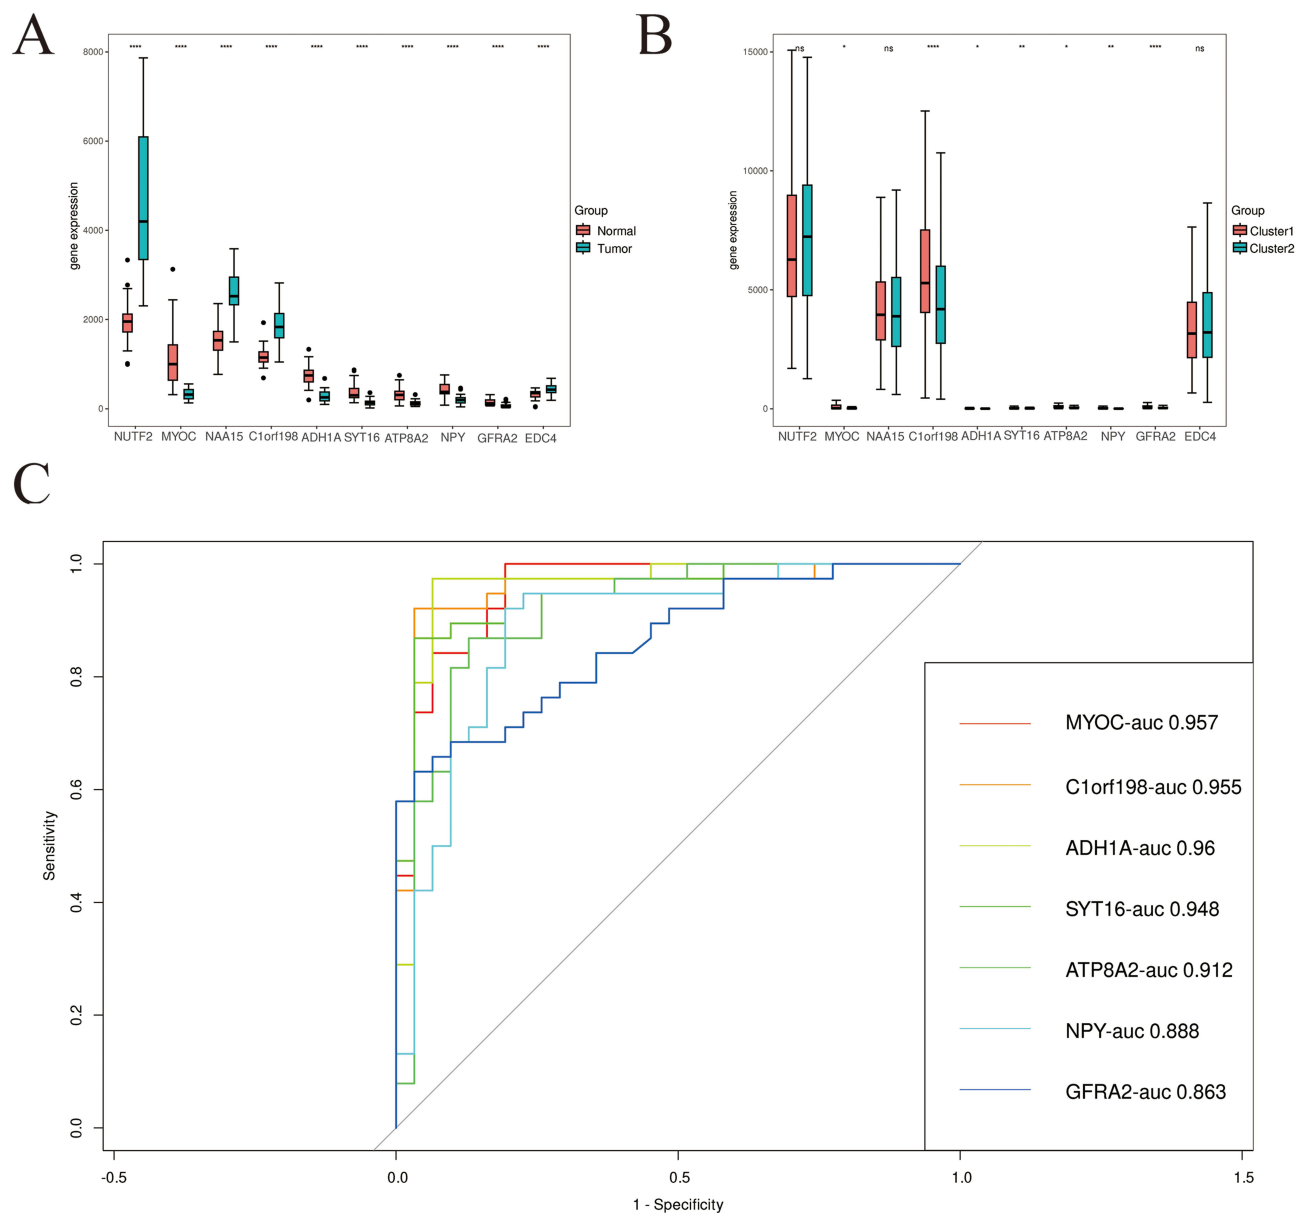 A
**** **** **** **** **** **** **** **** **** ****
8000
6000
4000
2000
0
gene expression
NUTF2 MYOC NAA15 C1orf198 ADH1A SYT16 ATP8A2 NPY GFRA2 EDC4
Group
Normal
Tumor
B
ns * ns **** * ** * ** **** ns
15000
10000
5000
0
gene expression
NUTF2 MYOC NAA15 C1orf198 ADH1A SYT16 ATP8A2 NPY GFRA2 EDC4
Group
Cluster1
Cluster2
C
1.0
0.8
0.6
0.4
0.2
0.0
Sensitivity
MYOC-auc 0.957
C1orf198-auc 0.955
ADH1A-auc 0.96
SYT16-auc 0.948
ATP8A2-auc 0.912
NPY-auc 0.888
GFRA2-auc 0.863
-0.5 0.0 0.5 1.0 1.5
1 - Specificity